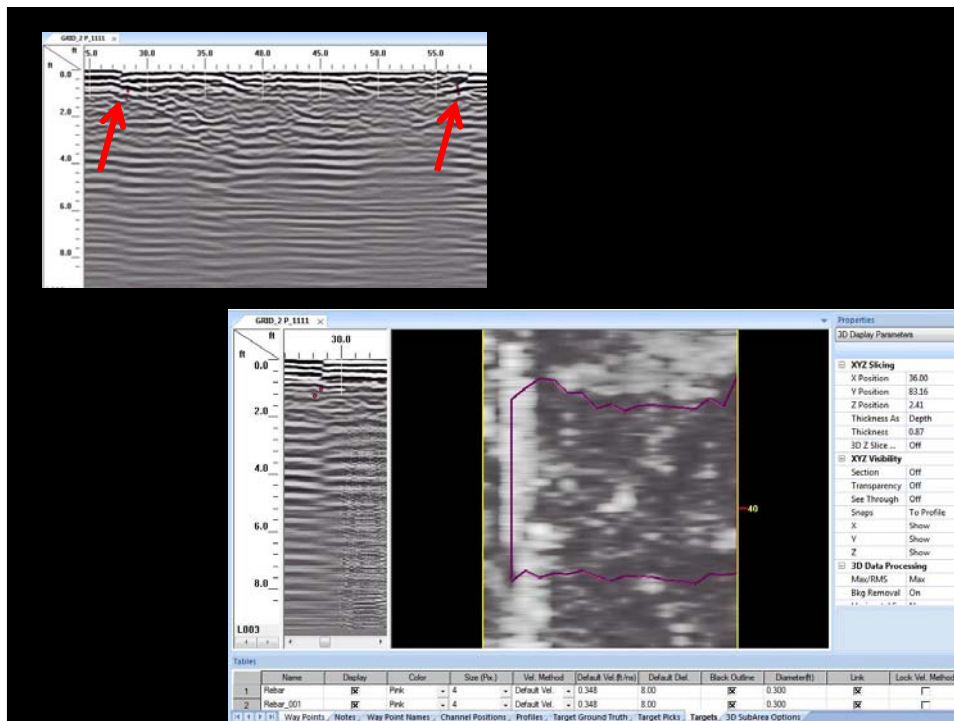 GRID_2 P_1111 ×
ft 5.0 30.0 35.0 40.0 45.0 50.0 55.0
ft
0.0
2.0
4.0
6.0
8.0
GRID_2 P_1111 ×
ft 30.0
ft
0.0
2.0
4.0
6.0
8.0
L003
40
Properties
3D Display Parameters
XYZ Slicing
X Position 36.00
Y Position 83.16
Z Position 2.41
Thickness As Depth
Thickness 0.87
3D Z Slice ... Off
XYZ Visibility
Section Off
Transparency Off
See Through Off
Snaps To Profile
X Show
Y Show
Z Show
3D Data Processing
Max/RMS Max
Bkg Removal On
Tables
Name Display Color Size (Pix.) Vel. Method Default Vel.(ft/ns) Default Diel. Black Outline Diameter(ft) Link Lock Vel. Method
1 Rebar Pink 4 Default Vel. 0.348 8.00 0.300
2 Rebar_001 Pink 4 Default Vel. 0.348 8.00 0.300
Way Points Notes Way Point Names Channel Positions Profiles Target Ground Truth Target Picks Targets 3D SubArea Options